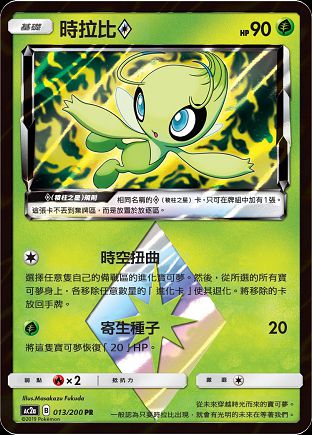 基礎 時拉比◇ HP 90
◇(稜柱之星)規則
相同名稱的◇(稜柱之星)卡,只可在牌組中加有1張。
這張卡不丟到棄牌區,而是放置於放逐區。
時空扭曲
選擇任意隻自己的備戰區的進化寶可夢。然後,從所選的所有寶
可夢身上,各移除任意數量的「進化卡」使其退化。將移除的卡
放回手牌。
寄生種子 20
將這隻寶可夢恢復「20」HP。
弱點 ×2 抵抗力 撤退
Illus.Masakazu Fukuda
AC2a B 013/200 PR
©2019 Pokémon
從未來穿越時光而來的寶可夢。
一般認為只要時拉比出現,就會有光明的未來在等著我們。